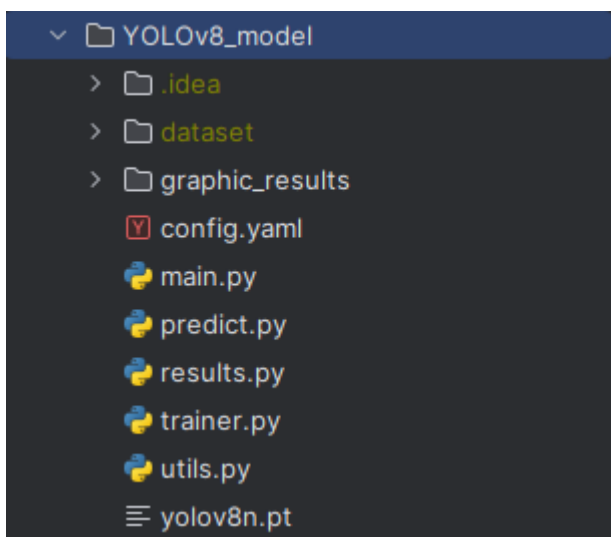 YOLOv8_model
.idea
dataset
graphic_results
Y config.yaml
main.py
predict.py
results.py
trainer.py
utils.py
yolov8n.pt